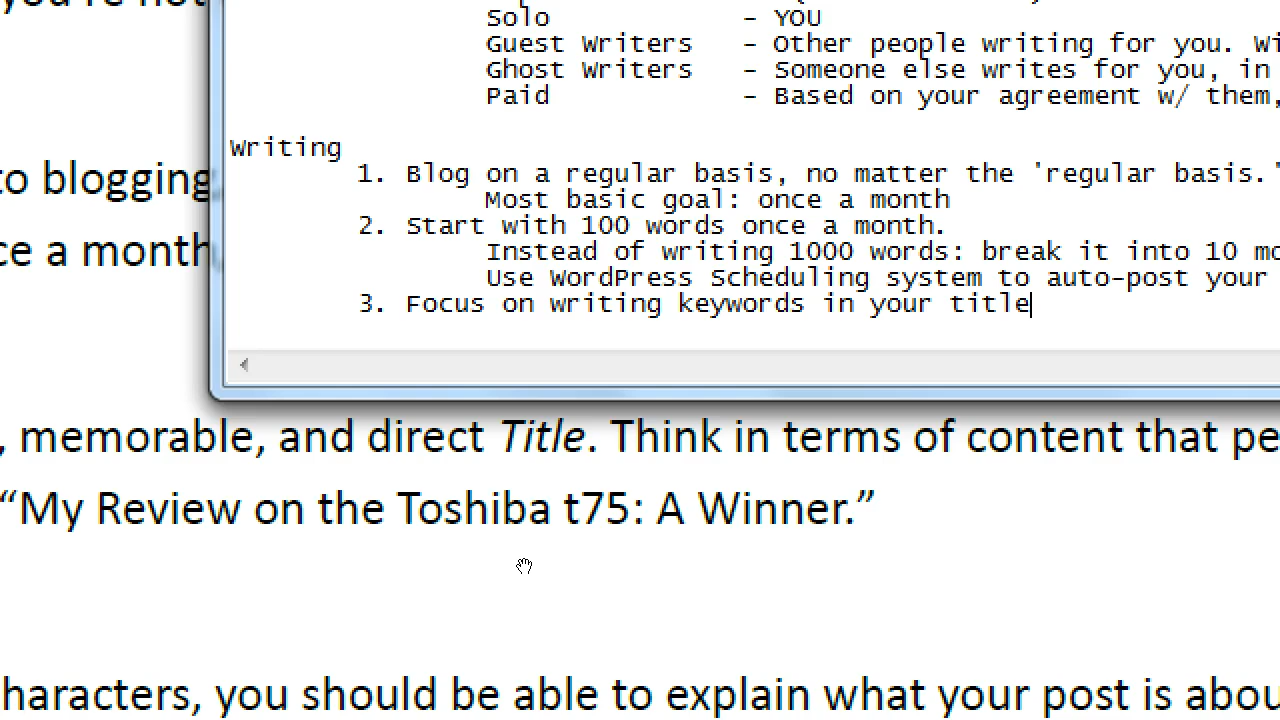 you're not
Solo – YOU
Guest Writers – Other people writing for you. Wi
Ghost Writers – Someone else writes for you, in
Paid – Based on your agreement w/ them,
Writing
to blogging,
1. Blog on a regular basis, no matter the 'regular basis.'
Most basic goal: once a month
2. Start with 100 words once a month.
ce a month,
Instead of writing 1000 words: break it into 10 mo
Use WordPress Scheduling system to auto-post your
3. Focus on writing keywords in your title
, memorable, and direct Title. Think in terms of content that pe
“My Review on the Toshiba t75: A Winner.”
haracters, you should be able to explain what your post is abou